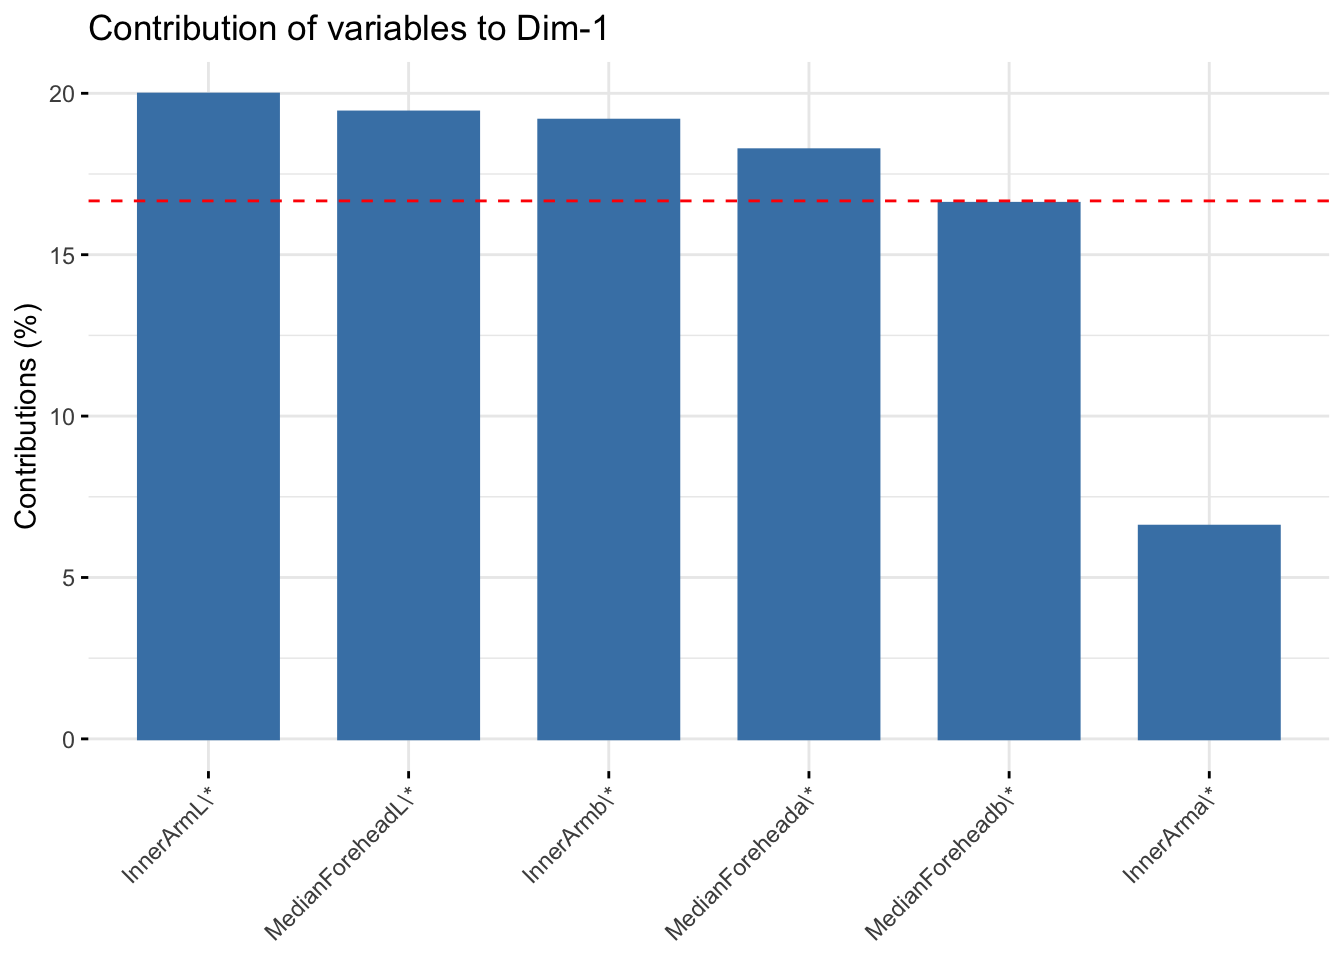 Contribution of variables to Dim-1
Contributions (%)
20
15
10
5
0
InnerArmL\*
MedianForeheadL\*
InnerArmb\*
MedianForeheada\*
MedianForeheadb\*
InnerArma\*